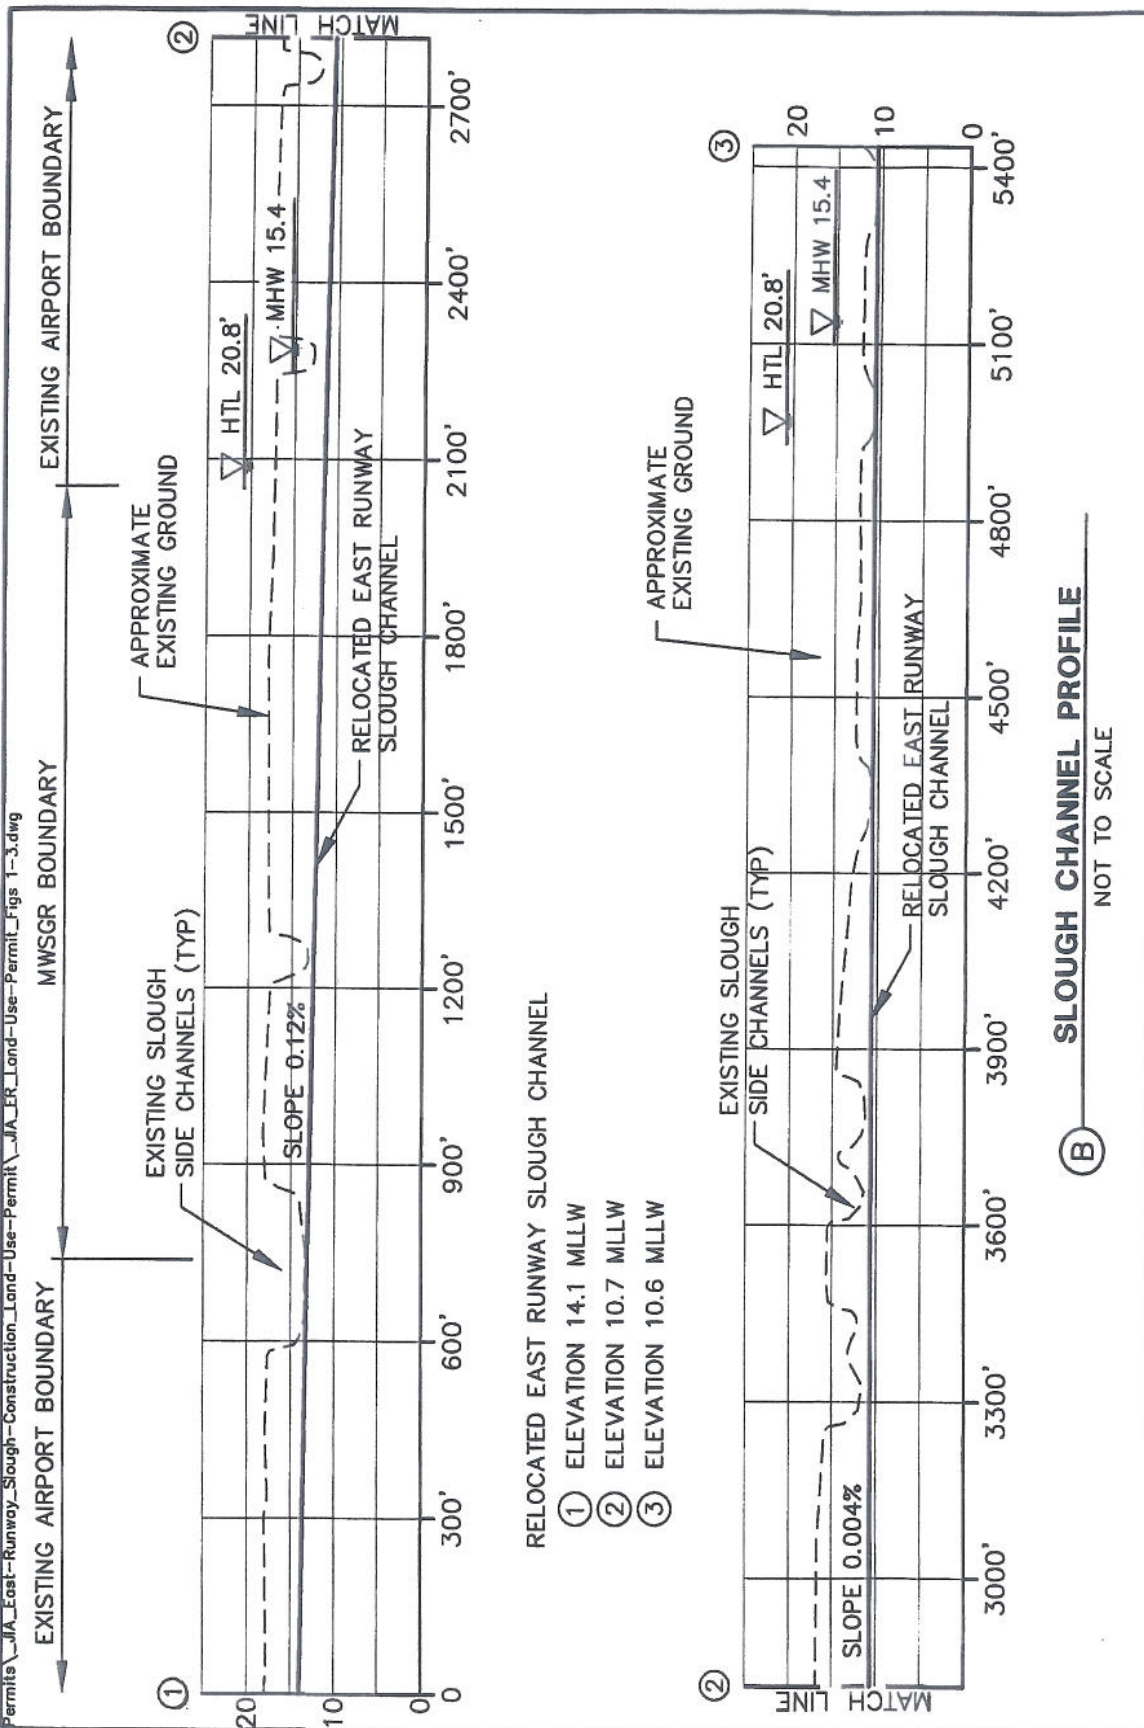 Permits\_JIA_East-Runway_Slough-Construction_Land-Use-Permit\_JIA_ER_Land-Use-Permit_Figs 1-3.dwg
EXISTING AIRPORT BOUNDARY
MWSGR BOUNDARY
EXISTING AIRPORT BOUNDARY
1
2
MATCH LINE
20
10
0
EXISTING SLOUGH
SIDE CHANNELS (TYP)
APPROXIMATE
EXISTING GROUND
HTL 20.8'
MHW 15.4
SLOPE 0.12%
RELOCATED EAST RUNWAY
SLOUGH CHANNEL
0
300'
600'
900'
1200'
1500'
1800'
2100'
2400'
2700'
RELOCATED EAST RUNWAY SLOUGH CHANNEL
1 ELEVATION 14.1 MLLW
2 ELEVATION 10.7 MLLW
3 ELEVATION 10.6 MLLW
2
3
MATCH LINE
EXISTING SLOUGH
SIDE CHANNELS (TYP)
APPROXIMATE
EXISTING GROUND
HTL 20.8'
MHW 15.4
20
10
0
SLOPE 0.004%
RELOCATED EAST RUNWAY
SLOUGH CHANNEL
3000'
3300'
3600'
3900'
4200'
4500'
4800'
5100'
5400'
B SLOUGH CHANNEL PROFILE
NOT TO SCALE